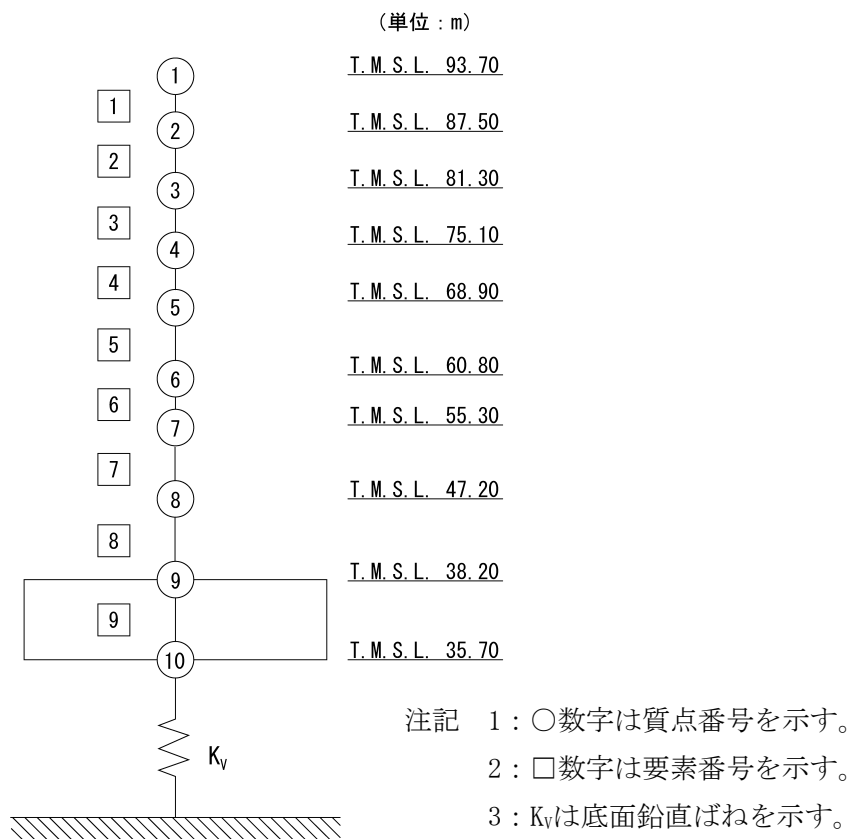 (単位:m)
1
T.M.S.L. 93.70
1
2
T.M.S.L. 87.50
2
3
T.M.S.L. 81.30
3
4
T.M.S.L. 75.10
4
5
T.M.S.L. 68.90
5
6
T.M.S.L. 60.80
6
7
T.M.S.L. 55.30
7
8
T.M.S.L. 47.20
8
9
T.M.S.L. 38.20
9
10
T.M.S.L. 35.70
Kv
注記 1:○数字は質点番号を示す。
2:□数字は要素番号を示す。
3:Kvは底面鉛直ばねを示す。